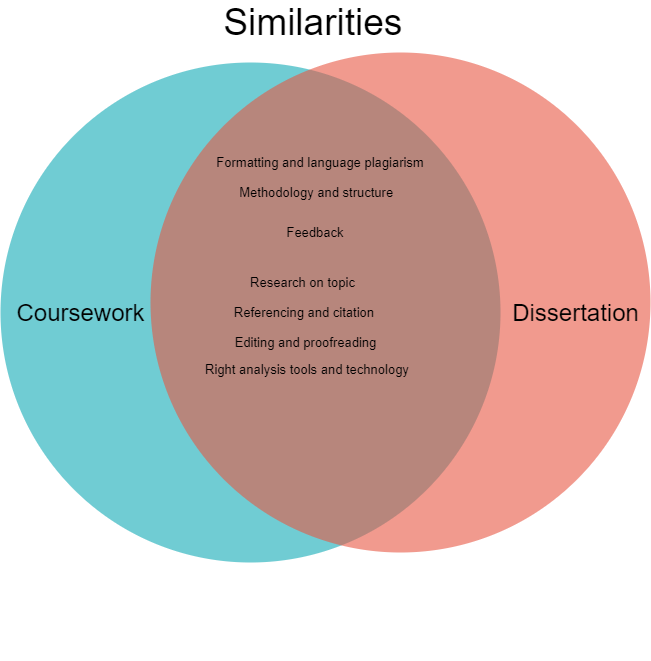 Similarities
Formatting and language plagiarism
Methodology and structure
Feedback
Research on topic
Coursework
Referencing and citation
Dissertation
Editing and proofreading
Right analysis tools and technology